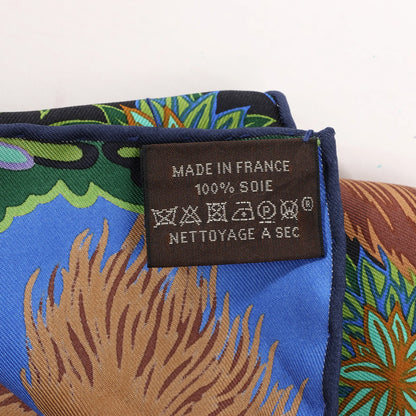 MADE IN FRANCE
100% SOIE
NETTOYAGE A SEC